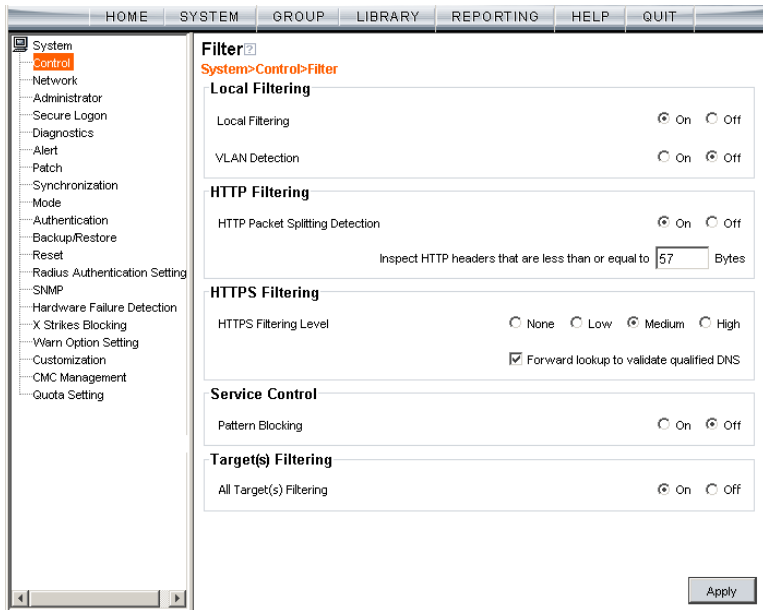 HOME SYSTEM GROUP LIBRARY REPORTING HELP QUIT
System
Control
Network
Administrator
Secure Logon
Diagnostics
Alert
Patch
Synchronization
Mode
Authentication
Backup/Restore
Reset
Radius Authentication Setting
SNMP
Hardware Failure Detection
X Strikes Blocking
Warn Option Setting
Customization
CMC Management
Quota Setting
Filter ?
System>Control>Filter
Local Filtering
Local Filtering On Off
VLAN Detection On Off
HTTP Filtering
HTTP Packet Splitting Detection On Off
Inspect HTTP headers that are less than or equal to 57 Bytes
HTTPS Filtering
HTTPS Filtering Level None Low Medium High
Forward lookup to validate qualified DNS
Service Control
Pattern Blocking On Off
Target(s) Filtering
All Target(s) Filtering On Off
Apply